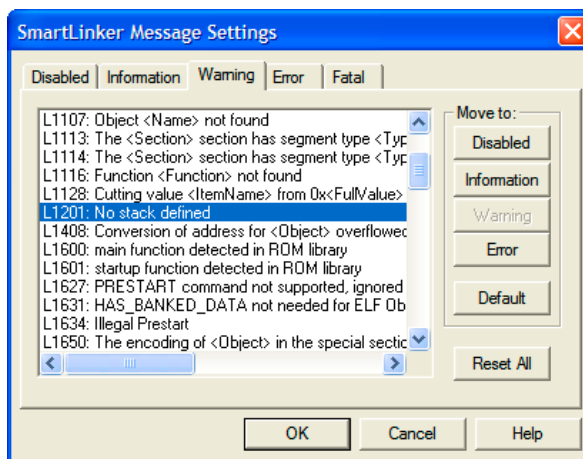 SmartLinker Message Settings
Disabled Information Warning Error Fatal
L1107: Object <Name> not found
L1113: The <Section> section has segment type <Typ
L1114: The <Section> section has segment type <Typ
L1116: Function <Function> not found
L1128: Cutting value <ItemName> from 0x<FullValue>
L1201: No stack defined
L1408: Conversion of address for <Object> overflowed
L1600: main function detected in ROM library
L1601: startup function detected in ROM library
L1627: PRESTART command not supported, ignored
L1631: HAS_BANKED_DATA not needed for ELF Ob
L1634: Illegal Prestart
L1650: The encoding of <Object> in the special sectic
Move to:
Disabled
Information
Warning
Error
Default
Reset All
OK Cancel Help